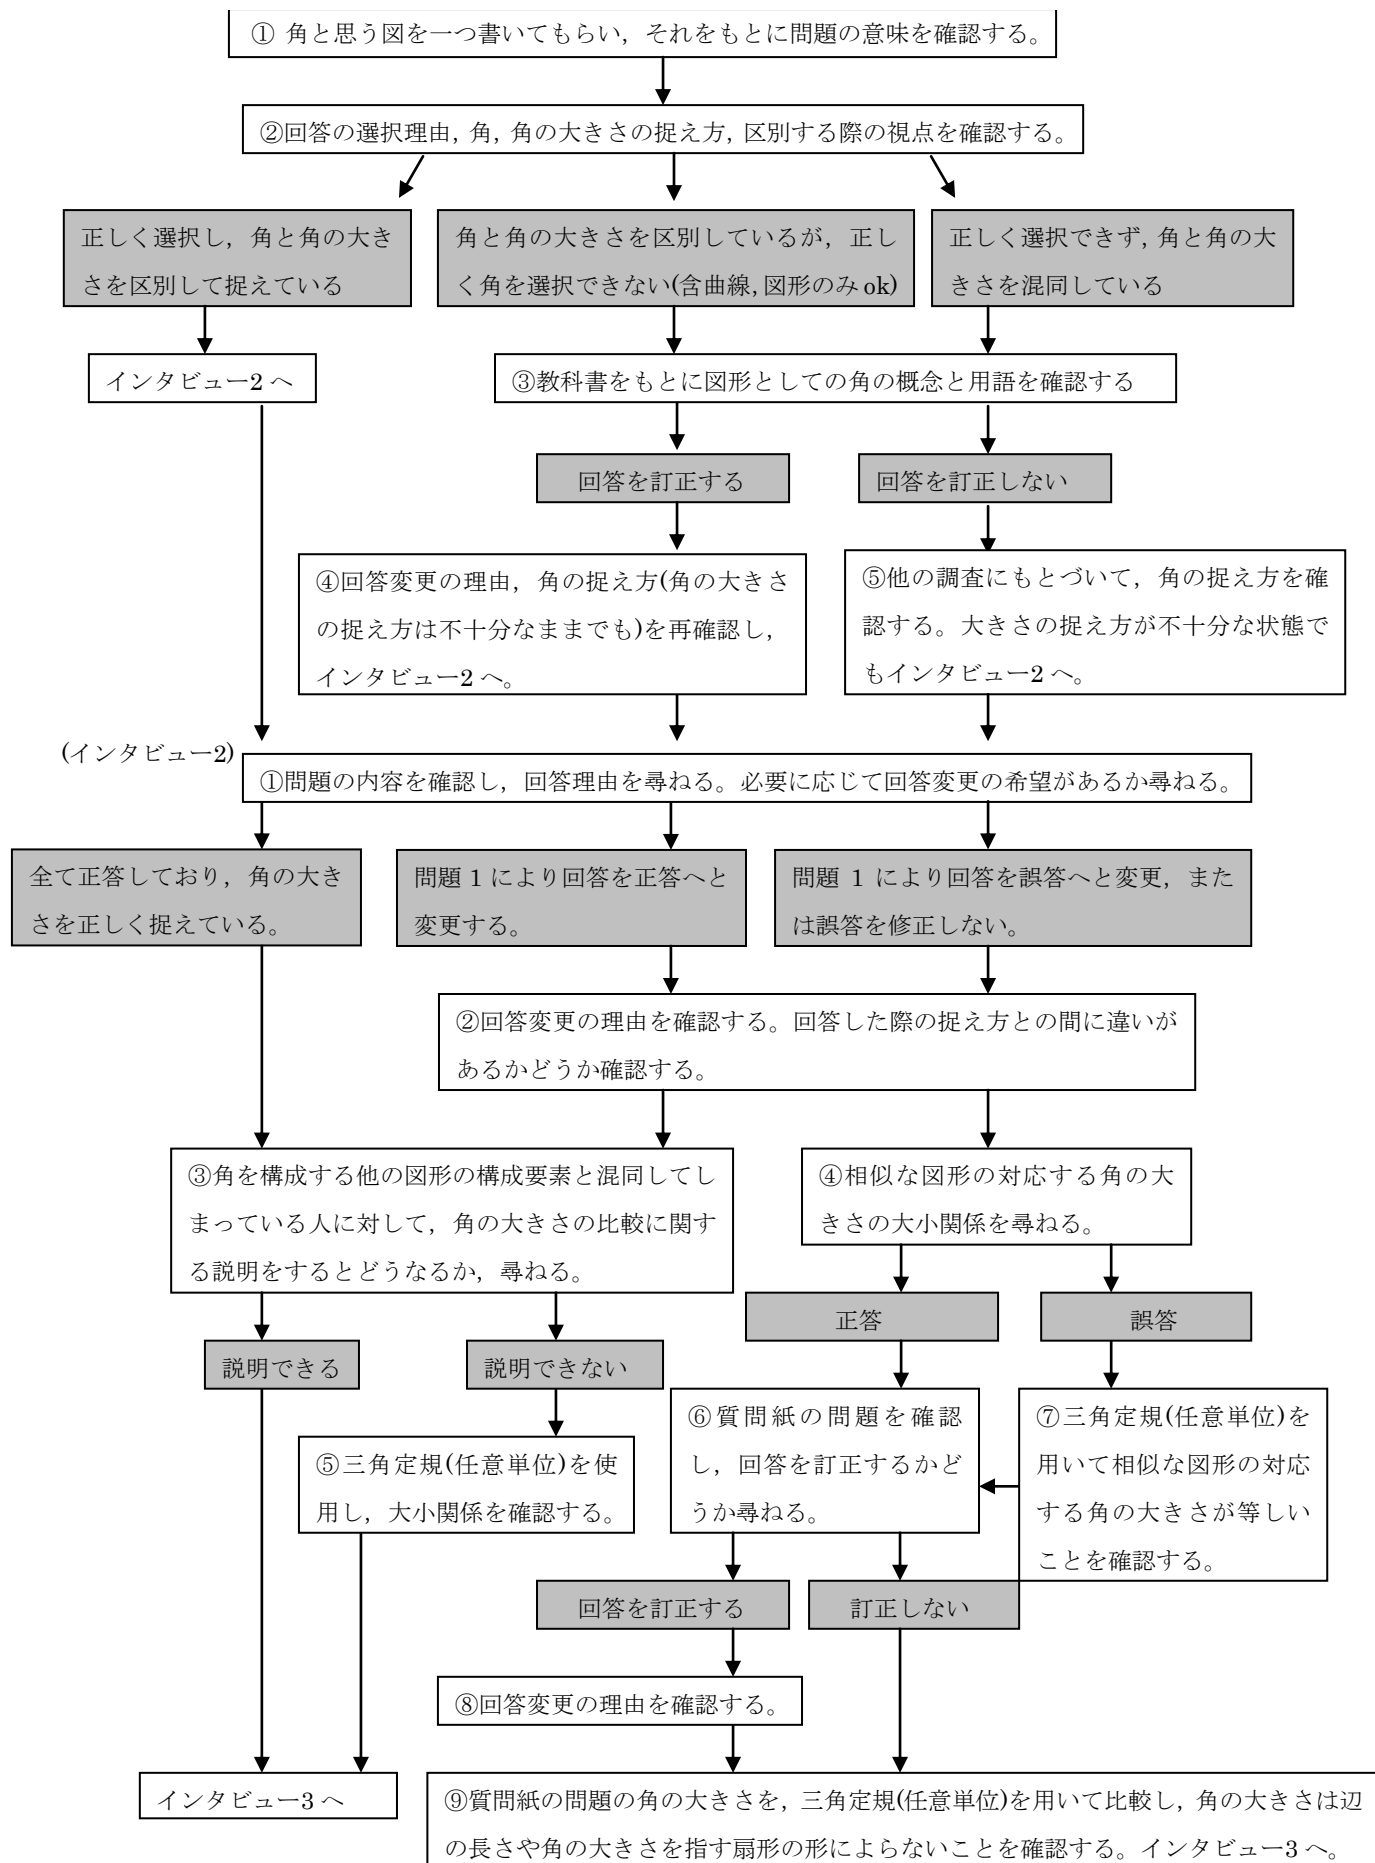 ① 角と思う図を一つ書いてもらい，それをもとに問題の意味を確認する。
②回答の選択理由，角，角の大きさの捉え方，区別する際の視点を確認する。
正しく選択し，角と角の大き
さを区別して捉えている
角と角の大きさを区別しているが，正し
く角を選択できない(含曲線，図形のみ ok)
正しく選択できず，角と角の大
きさを混同している
インタビュー2 へ
③教科書をもとに図形としての角の概念と用語を確認する
回答を訂正する
回答を訂正しない
④回答変更の理由，角の捉え方(角の大きさ
の捉え方は不十分なままでも)を再確認し，
インタビュー2 へ。
⑤他の調査にもとづいて，角の捉え方を確
認する。大きさの捉え方が不十分な状態で
もインタビュー2 へ。
(インタビュー2)
①問題の内容を確認し，回答理由を尋ねる。必要に応じて回答変更の希望があるか尋ねる。
全て正答しており，角の大き
さを正しく捉えている。
問題 1 により回答を正答へと
変更する。
問題 1 により回答を誤答へと変更，また
は誤答を修正しない。
②回答変更の理由を確認する。回答した際の捉え方との間に違いが
あるかどうか確認する。
③角を構成する他の図形の構成要素と混同してし
まっている人に対して，角の大きさの比較に関す
る説明をするとどうなるか，尋ねる。
④相似な図形の対応する角の大
きさの大小関係を尋ねる。
正答
誤答
説明できる
説明できない
⑤三角定規(任意単位)を使
用し，大小関係を確認する。
⑥質問紙の問題を確認
し，回答を訂正するかど
うか尋ねる。
⑦三角定規(任意単位)を
用いて相似な図形の対応
する角の大きさが等しい
ことを確認する。
回答を訂正する
訂正しない
⑧回答変更の理由を確認する。
インタビュー3 へ
⑨質問紙の問題の角の大きさを，三角定規(任意単位)を用いて比較し，角の大きさは辺
の長さや角の大きさを指す扇形の形によらないことを確認する。インタビュー3 へ。